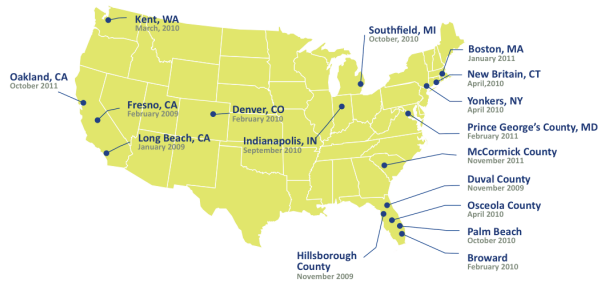 Kent, WA
March, 2010
Southfield, MI
October, 2010
Boston, MA
January 2011
New Britain, CT
April,2010
Oakland, CA
October 2011
Yonkers, NY
April 2010
Fresno, CA
February 2009
Denver, CO
February 2010
Prince George's County, MD
February 2011
Long Beach, CA
January 2009
Indianapolis, IN
September 2010
McCormick County
November 2011
Duval County
November 2009
Osceola County
April 2010
Palm Beach
October 2010
Hillsborough
County
November 2009
Broward
February 2010